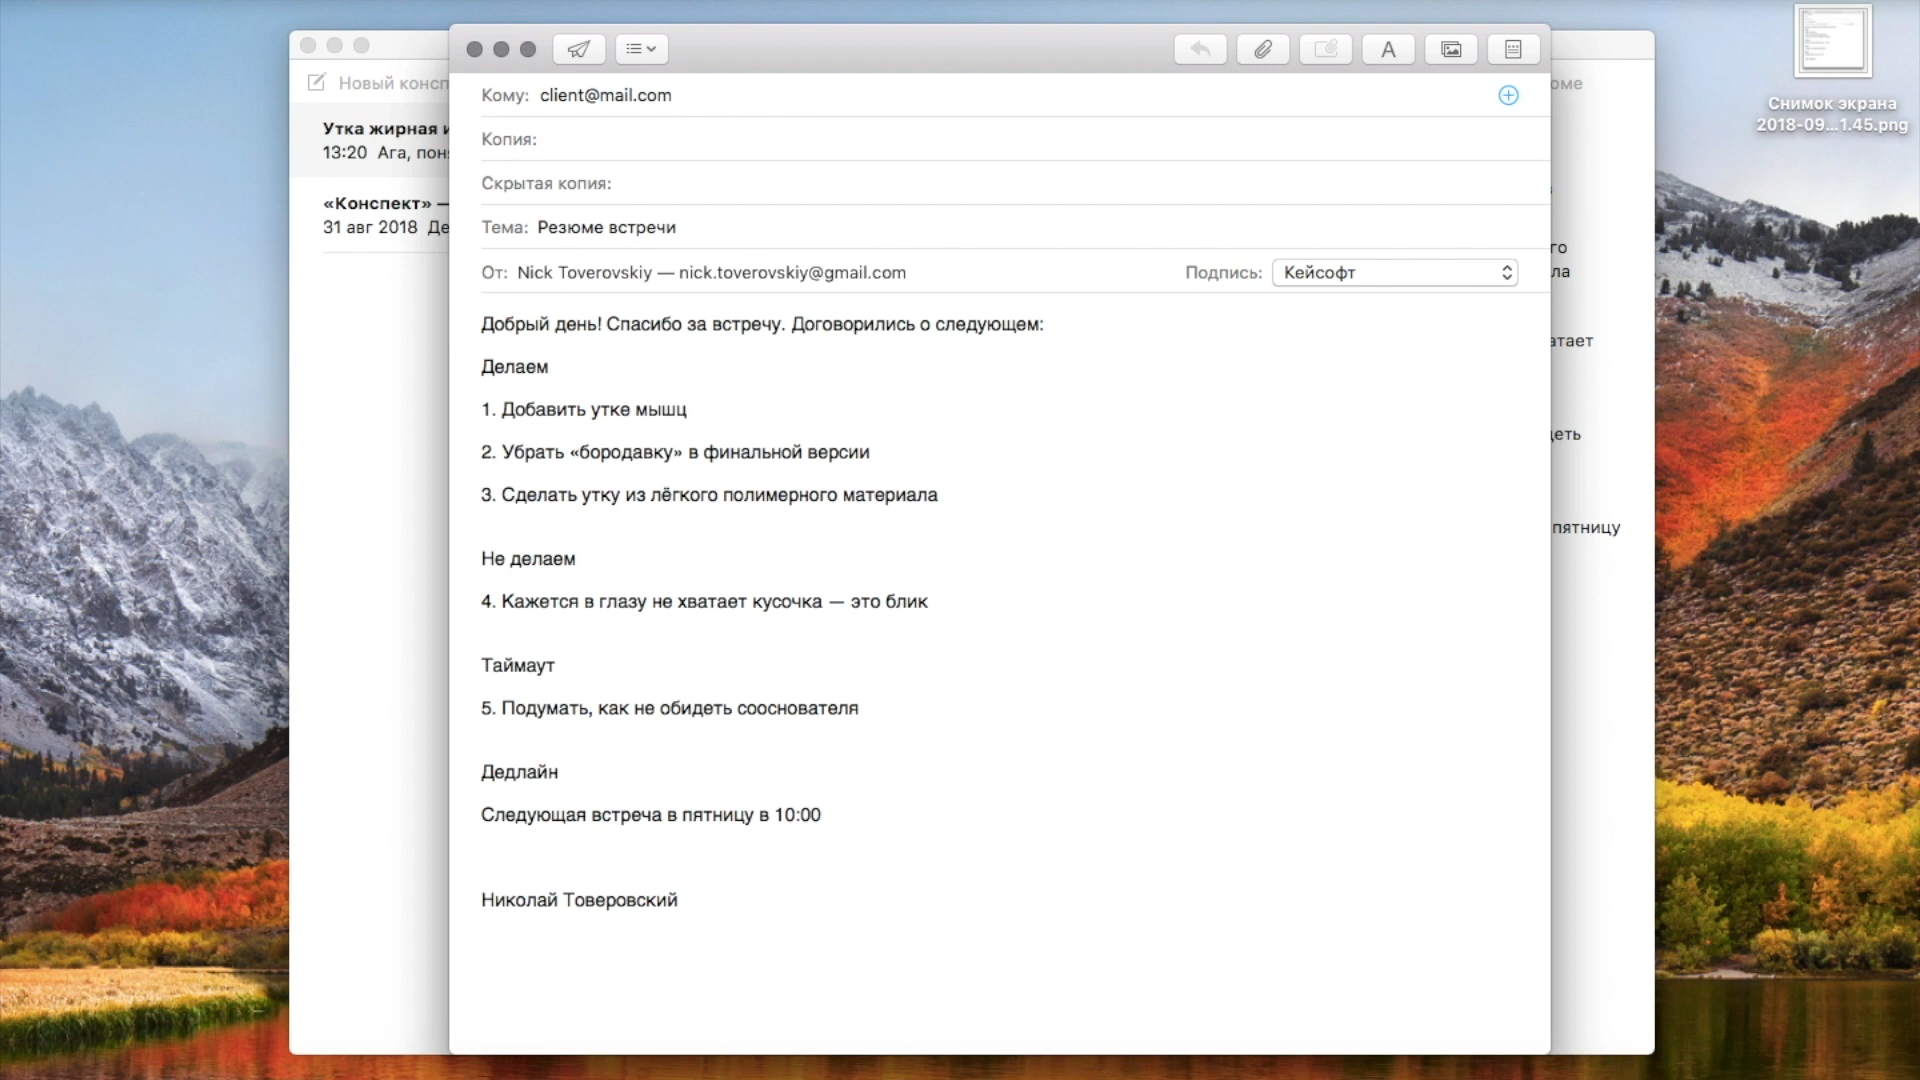 Новый консп
Утка жирная и
13:20 Ага, пон
«Конспект» —
31 авг 2018 Де
Кому: client@mail.com
Копия:
Скрытая копия:
Тема: Резюме встречи
От: Nick Toverovskiy — nick.toverovskiy@gmail.com
Подпись: Кейсофт
Добрый день! Спасибо за встречу. Договорились о следующем:
Делаем
1. Добавить утке мышц
2. Убрать «бородавку» в финальной версии
3. Сделать утку из лёгкого полимерного материала
Не делаем
4. Кажется в глазу не хватает кусочка — это блик
Таймаут
5. Подумать, как не обидеть сооснователя
Дедлайн
Следующая встреча в пятницу в 10:00
Николай Товеровский
оме
го
ла
атает
деть
пятницу
Снимок экрана
2018-09...1.45.png